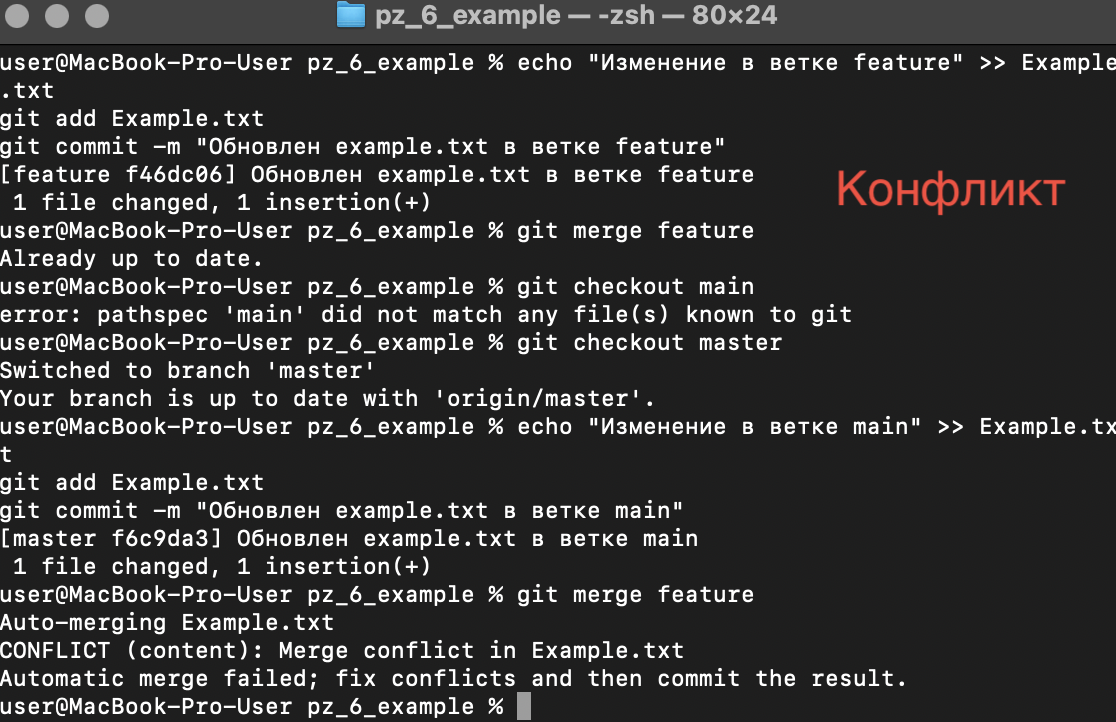 pz_6_example — -zsh — 80×24
user@MacBook-Pro-User pz_6_example % echo "Изменение в ветке feature" >> Example
.txt
git add Example.txt
git commit -m "Обновлен example.txt в ветке feature"
[feature f46dc06] Обновлен example.txt в ветке feature
 1 file changed, 1 insertion(+)
Конфликт
user@MacBook-Pro-User pz_6_example % git merge feature
Already up to date.
user@MacBook-Pro-User pz_6_example % git checkout main
error: pathspec 'main' did not match any file(s) known to git
user@MacBook-Pro-User pz_6_example % git checkout master
Switched to branch 'master'
Your branch is up to date with 'origin/master'.
user@MacBook-Pro-User pz_6_example % echo "Изменение в ветке main" >> Example.tx
t
git add Example.txt
git commit -m "Обновлен example.txt в ветке main"
[master f6c9da3] Обновлен example.txt в ветке main
 1 file changed, 1 insertion(+)
user@MacBook-Pro-User pz_6_example % git merge feature
Auto-merging Example.txt
CONFLICT (content): Merge conflict in Example.txt
Automatic merge failed; fix conflicts and then commit the result.
user@MacBook-Pro-User pz_6_example %